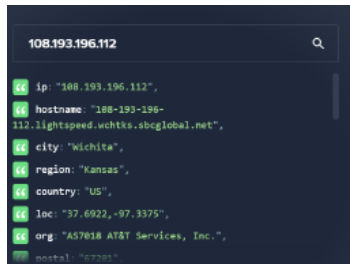 108.193.196.112
ip: "108.193.196.112",
hostname: "108-193-196-
112.lightspeed.wchtks.sbcglobal.net",
city: "Wichita",
region: "Kansas",
country: "US",
loc: "37.6922,-97.3375",
org: "AS7018 AT&T Services, Inc.",
postal: "67201",